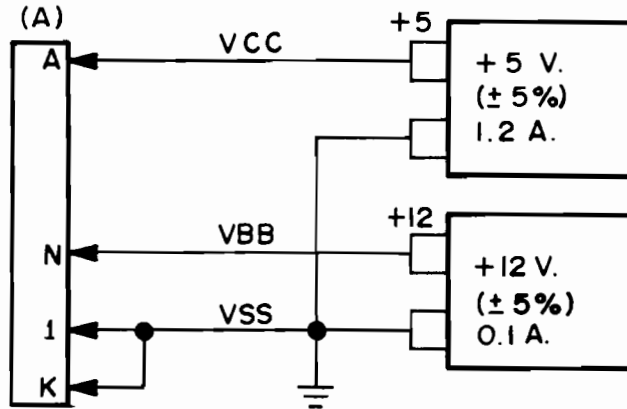 (A)
A
VCC
+5
+5 V.
(±5%)
1.2 A.
N
VBB
+12
+12 V.
(±5%)
0.1 A.
1
VSS
K